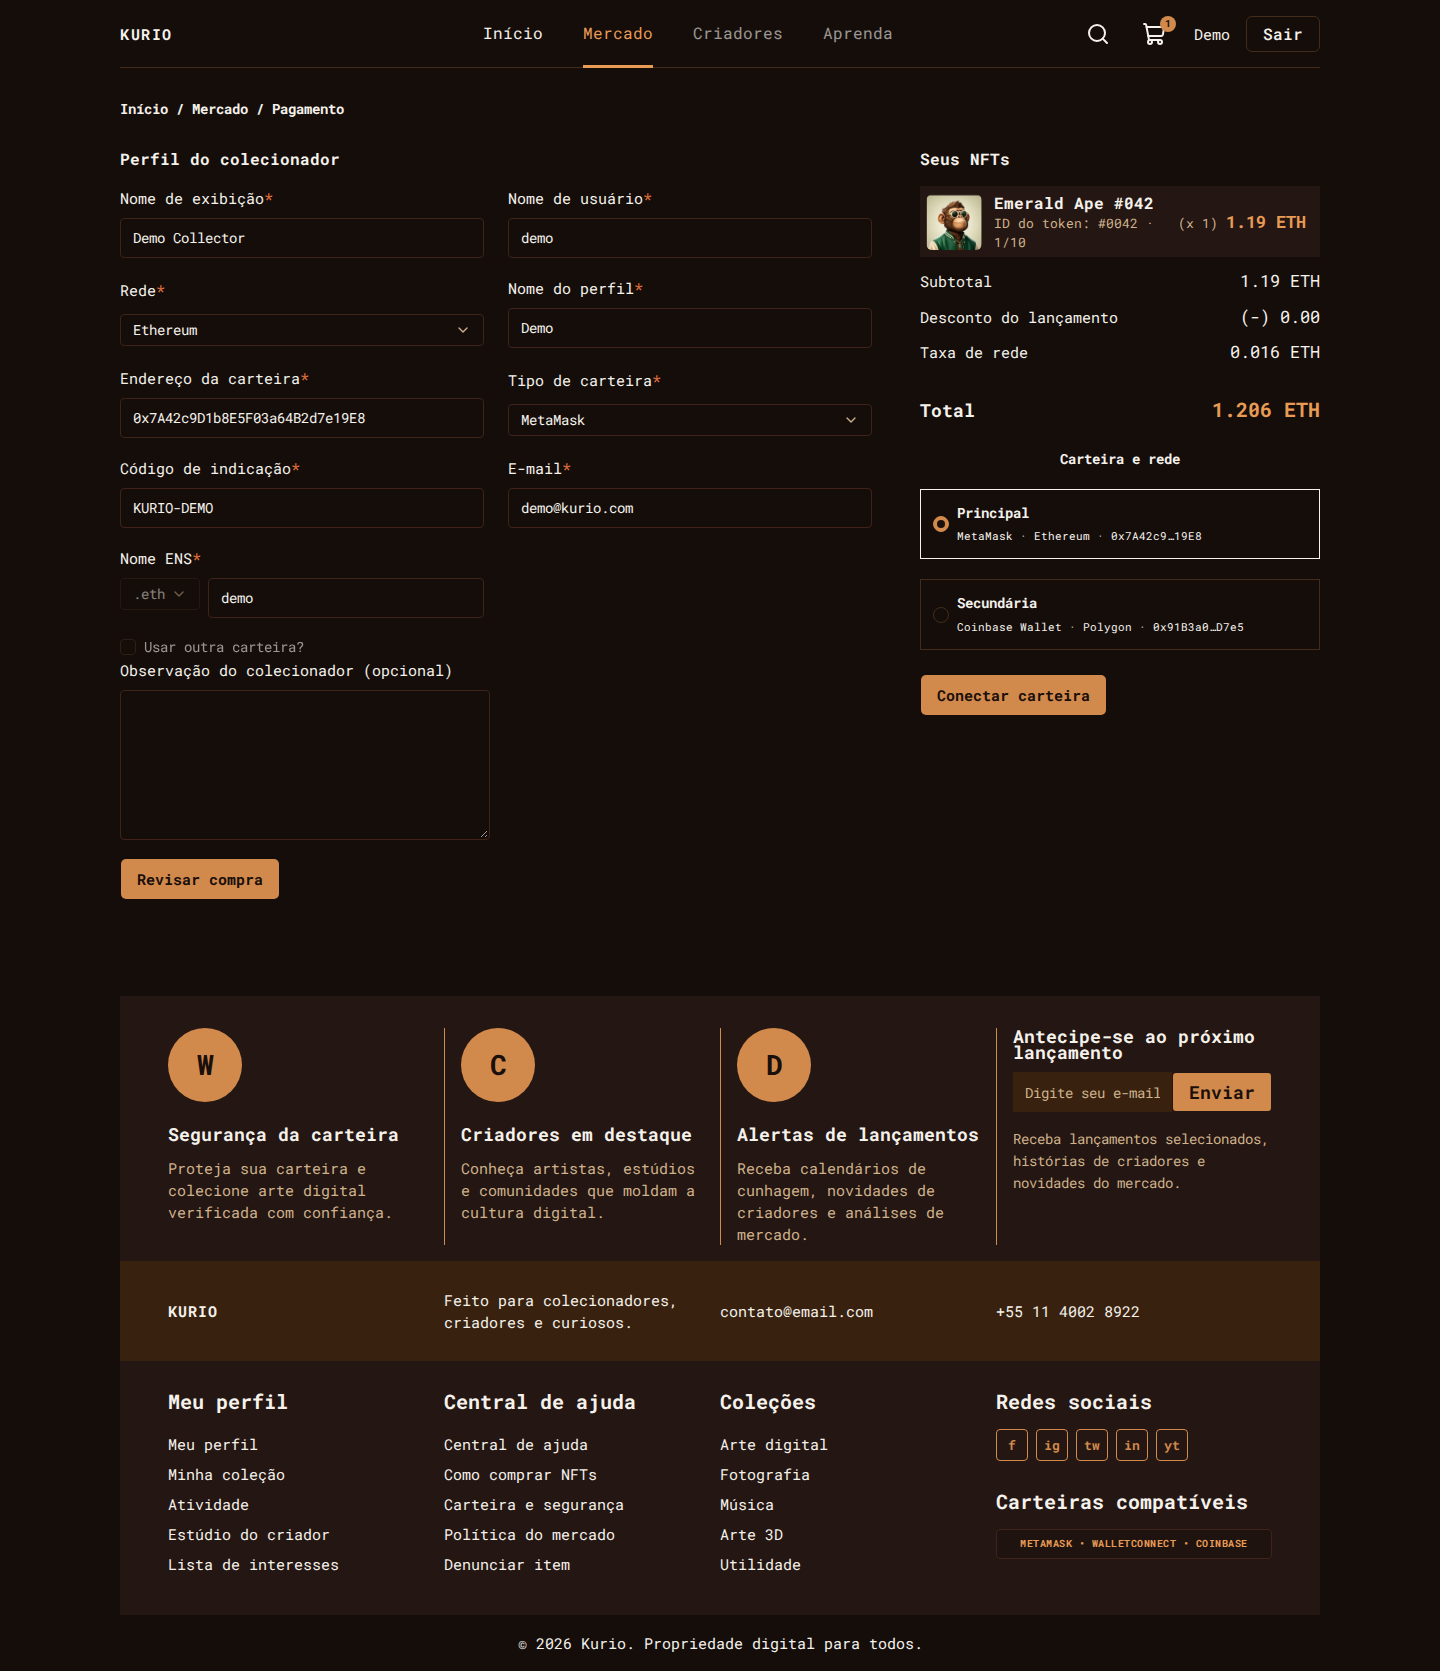 KURIO
Início
Mercado
Criadores
Aprenda
1
Demo
Sair
Início / Mercado / Pagamento
Perfil do colecionador
Nome de exibição*
Demo Collector
Nome de usuário*
demo
Rede*
Ethereum
Nome do perfil*
Demo
Endereço da carteira*
0x7A42c9D1b8E5F03a64B2d7e19E8
Tipo de carteira*
MetaMask
Código de indicação*
KURIO-DEMO
E-mail*
demo@kurio.com
Nome ENS*
.eth
demo
Usar outra carteira?
Observação do colecionador (opcional)
Revisar compra
Seus NFTs
Emerald Ape #042
ID do token: #0042 ·
1/10
(x 1) 1.19 ETH
Subtotal
1.19 ETH
Desconto do lançamento
(-) 0.00
Taxa de rede
0.016 ETH
Total
1.206 ETH
Carteira e rede
Principal
MetaMask · Ethereum · 0x7A42c9…19E8
Secundária
Coinbase Wallet · Polygon · 0x91B3a0…D7e5
Conectar carteira
W
Segurança da carteira
Proteja sua carteira e
colecione arte digital
verificada com confiança.
C
Criadores em destaque
Conheça artistas, estúdios
e comunidades que moldam a
cultura digital.
D
Alertas de lançamentos
Receba calendários de
cunhagem, novidades de
criadores e análises de
mercado.
Antecipe-se ao próximo
lançamento
Digite seu e-mail
Enviar
Receba lançamentos selecionados,
histórias de criadores e
novidades do mercado.
KURIO
Feito para colecionadores,
criadores e curiosos.
contato@email.com
+55 11 4002 8922
Meu perfil
Meu perfil
Minha coleção
Atividade
Estúdio do criador
Lista de interesses
Central de ajuda
Central de ajuda
Como comprar NFTs
Carteira e segurança
Política do mercado
Denunciar item
Coleções
Arte digital
Fotografia
Música
Arte 3D
Utilidade
Redes sociais
f
ig
tw
in
yt
Carteiras compatíveis
METAMASK • WALLETCONNECT • COINBASE
© 2026 Kurio. Propriedade digital para todos.